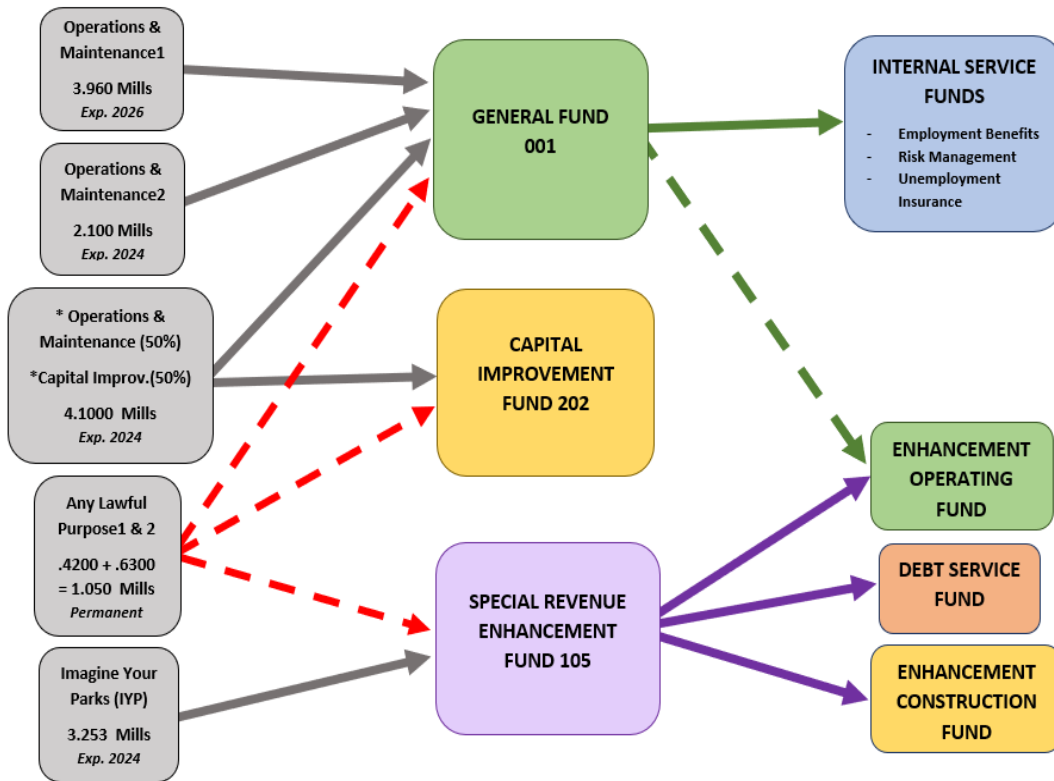 Operations &
Maintenance1
3.960 Mills
Exp. 2026
Operations &
Maintenance2
2.100 Mills
Exp. 2024
* Operations &
Maintenance (50%)
*Capital Improv.(50%)
4.1000 Mills
Exp. 2024
Any Lawful
Purpose1 & 2
.4200 + .6300
= 1.050 Mills
Permanent
Imagine Your
Parks (IYP)
3.253 Mills
Exp. 2024
GENERAL FUND
001
CAPITAL
IMPROVEMENT
FUND 202
SPECIAL REVENUE
ENHANCEMENT
FUND 105
INTERNAL SERVICE
FUNDS
- Employment Benefits
- Risk Management
- Unemployment
Insurance
ENHANCEMENT
OPERATING
FUND
DEBT SERVICE
FUND
ENHANCEMENT
CONSTRUCTION
FUND